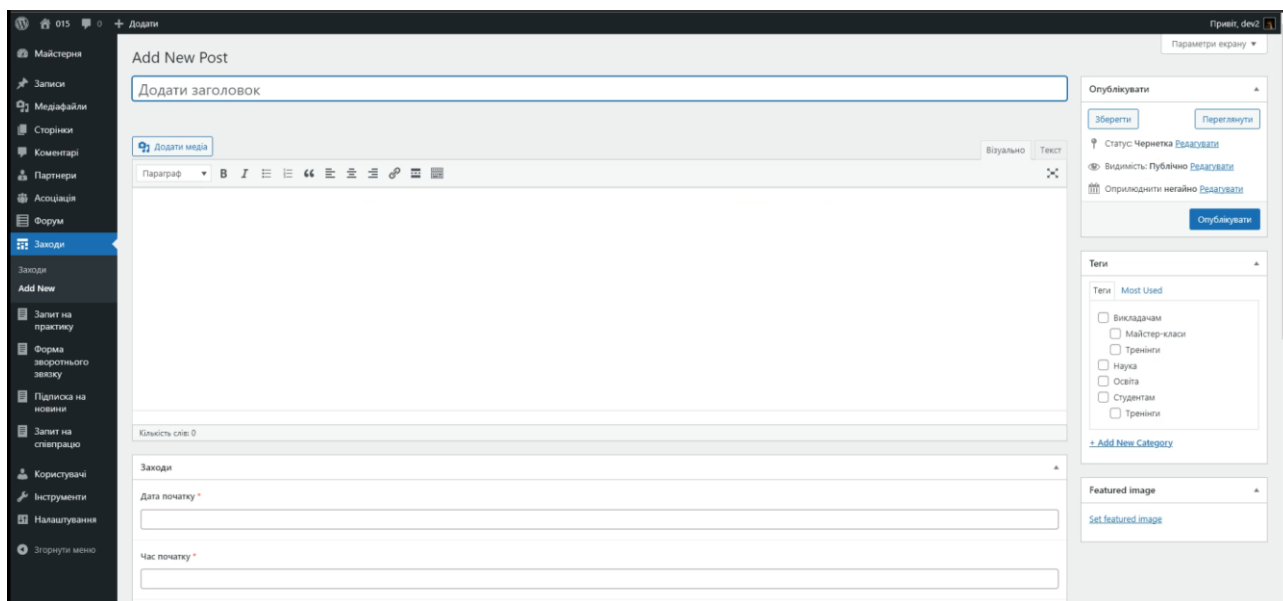 015 0 + Додати
Привіт, dev2
Параметри екрану
Майстерня
Записи
Медіафайли
Сторінки
Коментарі
Партнери
Асоціація
Форум
Заходи
Заходи
Add New
Запит на
практику
Форма
зворотнього
звязку
Підписка на
новини
Запит на
співпрацю
Користувачі
Інструменти
Налаштування
Згорнути меню
Add New Post
Додати заголовок
Додати медіа
Візуально Текст
Параграф B I
Кількість слів: 0
Заходи
Дата початку *
Час початку *
Опублікувати
Зберегти Переглянути
Статус: Чернетка Редагувати
Видимість: Публічно Редагувати
Оприлюднити негайно Редагувати
Опублікувати
Теги
Теги Most Used
Викладачам
Майстер-класи
Тренінги
Наука
Освіта
Студентам
Тренінги
+ Add New Category
Featured image
Set featured image